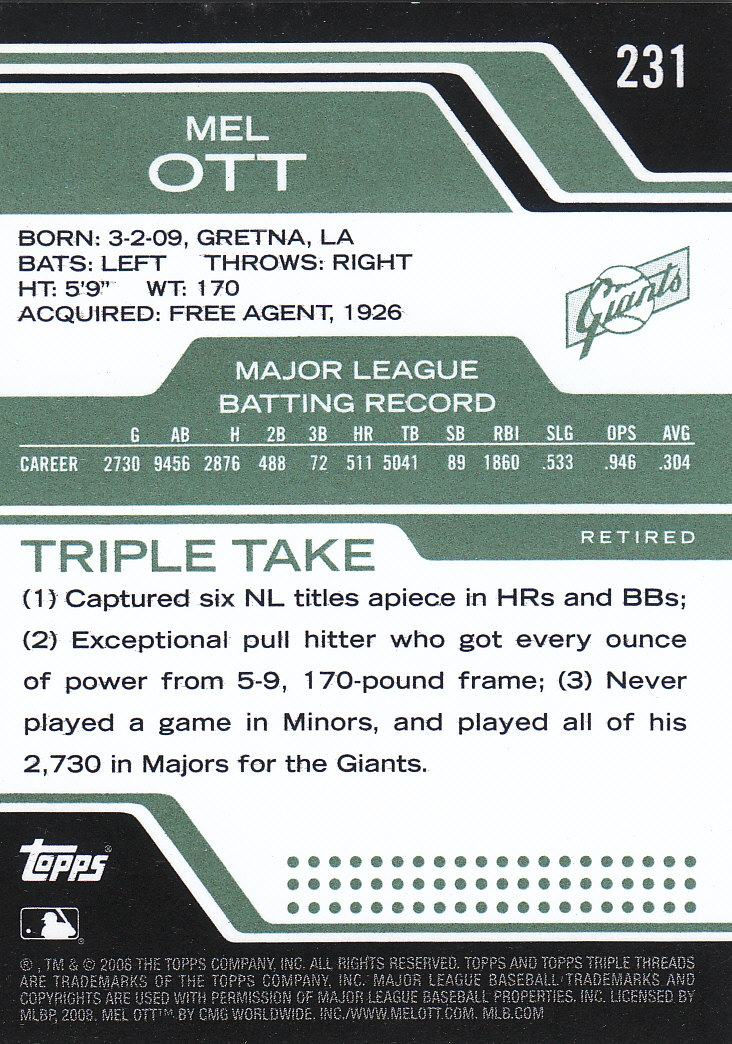 231
MEL
OTT
BORN: 3-2-09, GRETNA, LA
BATS: LEFT THROWS: RIGHT
HT: 5'9" WT: 170
ACQUIRED: FREE AGENT, 1926
Giants
MAJOR LEAGUE
BATTING RECORD
G AB H 2B 3B HR TB SB RBI SLG OPS AVG
CAREER 2730 9456 2876 488 72 511 5041 89 1860 .533 .946 .304
RETIRED
TRIPLE TAKE
(1) Captured six NL titles apiece in HRs and BBs;
(2) Exceptional pull hitter who got every ounce
of power from 5-9, 170-pound frame; (3) Never
played a game in Minors, and played all of his
2,730 in Majors for the Giants.
Topps®
® , TM & © 2008 THE TOPPS COMPANY, INC. ALL RIGHTS RESERVED. TOPPS AND TOPPS TRIPLE THREADS
ARE TRADEMARKS OF THE TOPPS COMPANY, INC. MAJOR LEAGUE BASEBALL TRADEMARKS AND
COPYRIGHTS ARE USED WITH PERMISSION OF MAJOR LEAGUE BASEBALL PROPERTIES, INC. LICENSED BY
MLBP, 2008. MEL OTT™ BY CMG WORLDWIDE, INC./WWW.MELOTT.COM. MLB.COM